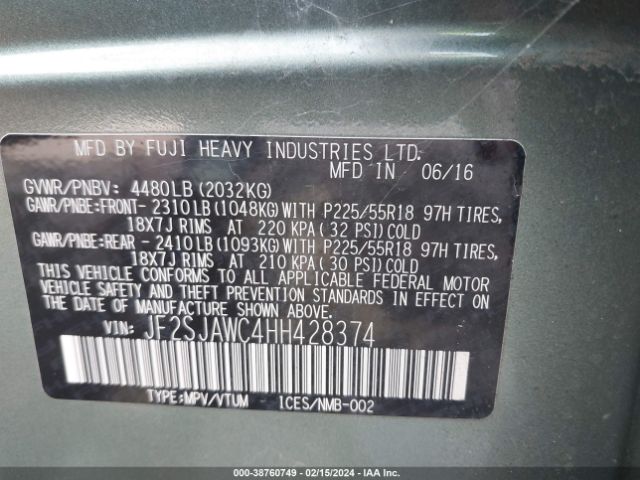 MFD BY FUJI HEAVY INDUSTRIES LTD.
MFD IN 06/16
GVWR/PNBV: 4480LB(2032KG)
GAWR/PNBE:FRONT- 2310LB(1048KG)WITH P225/55R18 97H TIRES,
18X7J RIMS AT 220 KPA(32 PSI)COLD
GAWR/PNBE:REAR - 2410LB(1093KG)WITH P225/55R18 97H TIRES,
18X7J RIMS AT 210 KPA(30 PSI)COLD
THIS VEHICLE CONFORMS TO ALL APPLICABLE FEDERAL MOTOR
VEHICLE SAFETY AND THEFT PREVENTION STANDARDS IN EFFECT ON
THE DATE OF MANUFACTURE SHOWN ABOVE.
VIN: JF2SJAWC4HH428374
TYPE:MPV/VTUM ICES/NMB-002
000-38760749 - 02/15/2024 - IAA Inc.